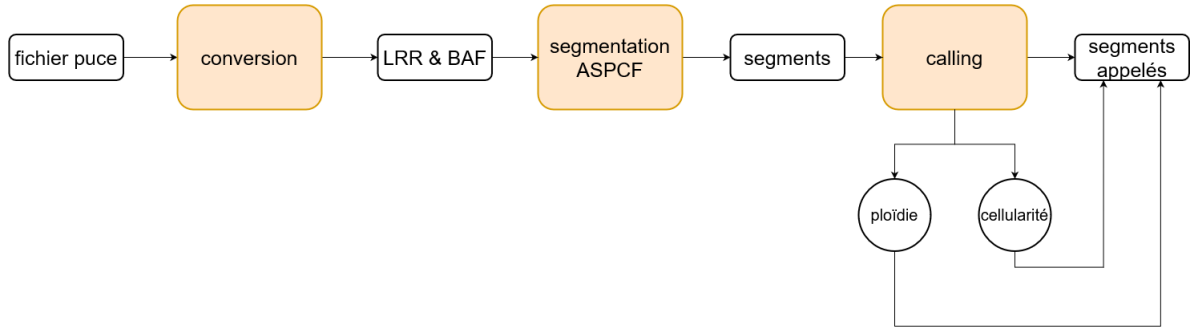 fichier puce
conversion
LRR & BAF
segmentation
ASPCF
segments
calling
segments
appelés
ploïdie
cellularité